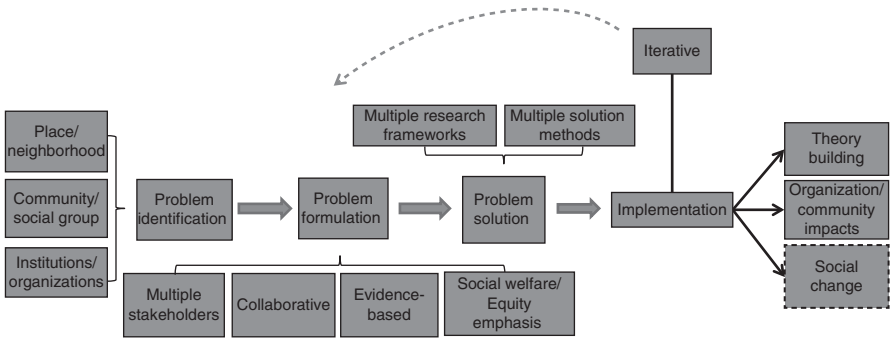 Iterative
Multiple research
frameworks
Multiple solution
methods
Place/
neighborhood
Community/
social group
Institutions/
organizations
Problem
identification
Problem
formulation
Problem
solution
Implementation
Theory
building
Organization/
community
impacts
Social
change
Multiple
stakeholders
Collaborative
Evidence-
based
Social welfare/
Equity
emphasis